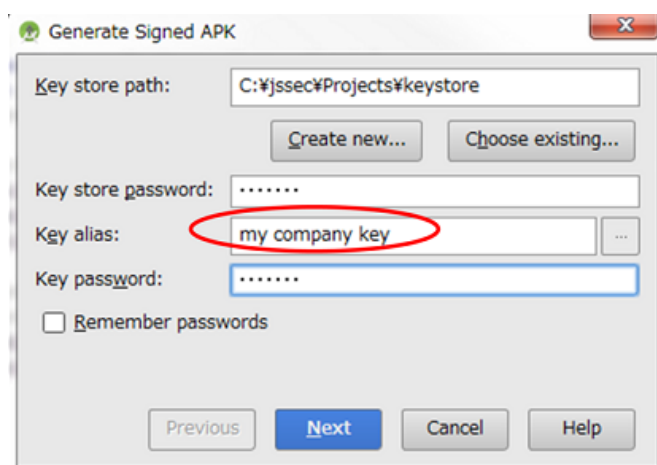 Generate Signed APK
Key store path: C:¥jssec¥Projects¥keystore
Create new... Choose existing...
Key store password: •••••••
Key alias: my company key ...
Key password: •••••••
Remember passwords
Previous Next Cancel Help